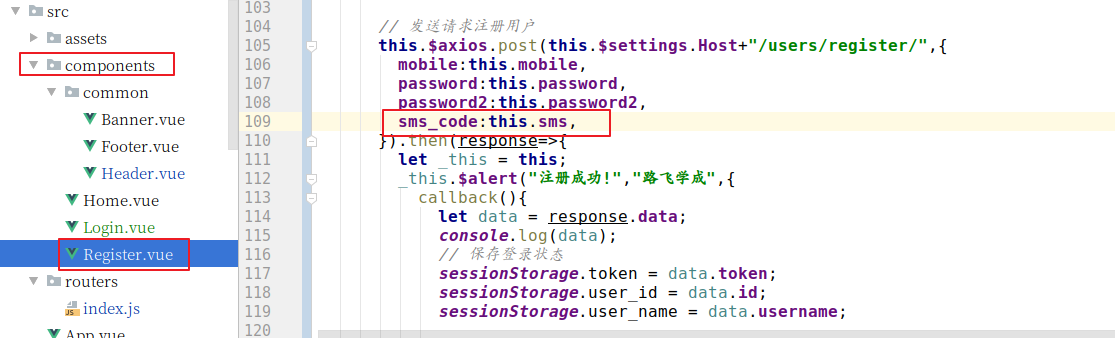 src
assets
components
common
Banner.vue
Footer.vue
Header.vue
Home.vue
Login.vue
Register.vue
routers
index.js
App.vue
103
104 // 发送请求注册用户
105 this.$axios.post(this.$settings.Host+"/users/register/",{
106 mobile:this.mobile,
107 password:this.password,
108 password2:this.password2,
109 sms_code:this.sms,
110 }).then(response=>{
111 let _this = this;
112 _this.$alert("注册成功!","路飞学成",{
113 callback(){
114 let data = response.data;
115 console.log(data);
116 // 保存登录状态
117 sessionStorage.token = data.token;
118 sessionStorage.user_id = data.id;
119 sessionStorage.user_name = data.username;
120